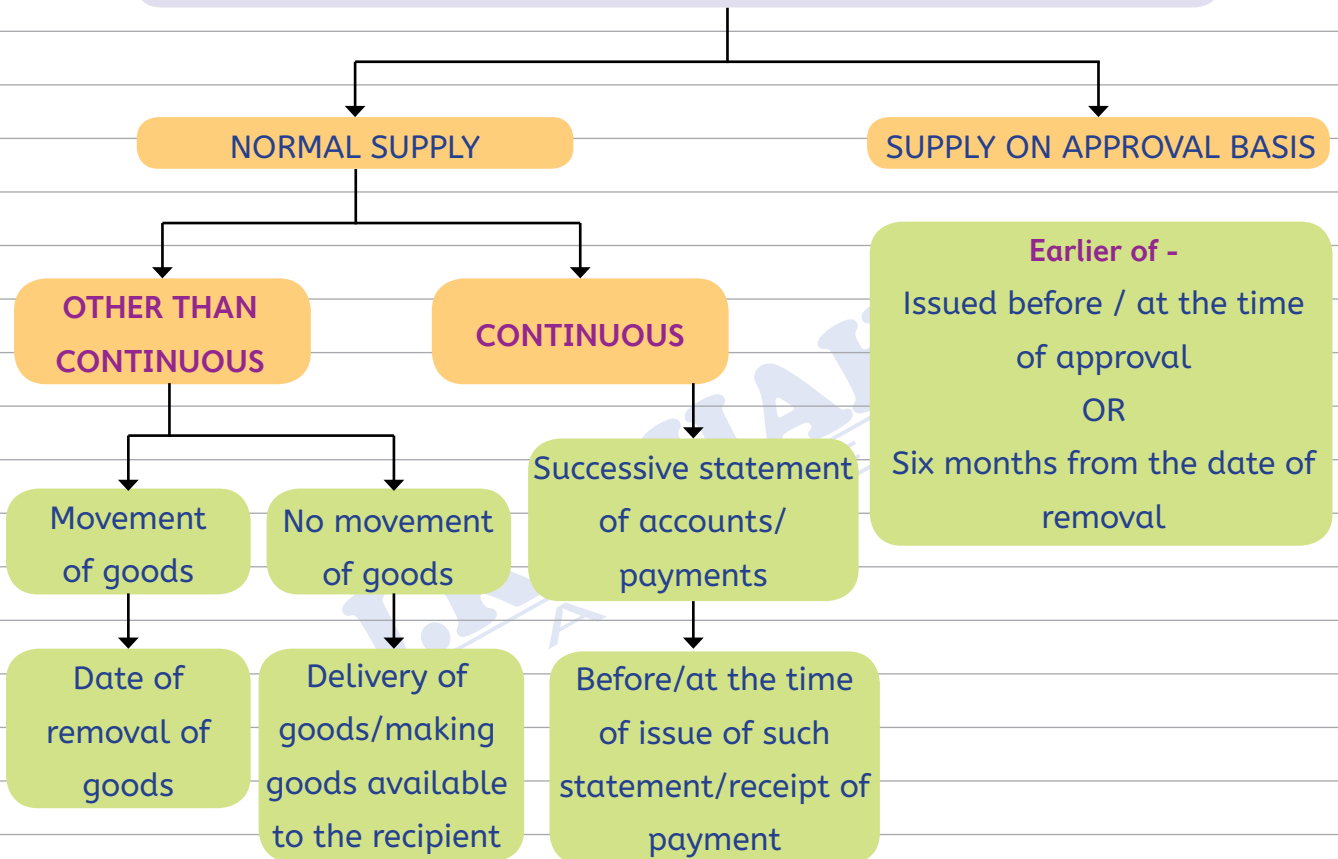 NORMAL SUPPLY
SUPPLY ON APPROVAL BASIS
OTHER THAN
CONTINUOUS
CONTINUOUS
Earlier of -
Issued before / at the time
of approval
OR
Six months from the date of
removal
Movement
of goods
No movement
of goods
Successive statement
of accounts/
payments
Date of
removal of
goods
Delivery of
goods/making
goods available
to the recipient
Before/at the time
of issue of such
statement/receipt of
payment